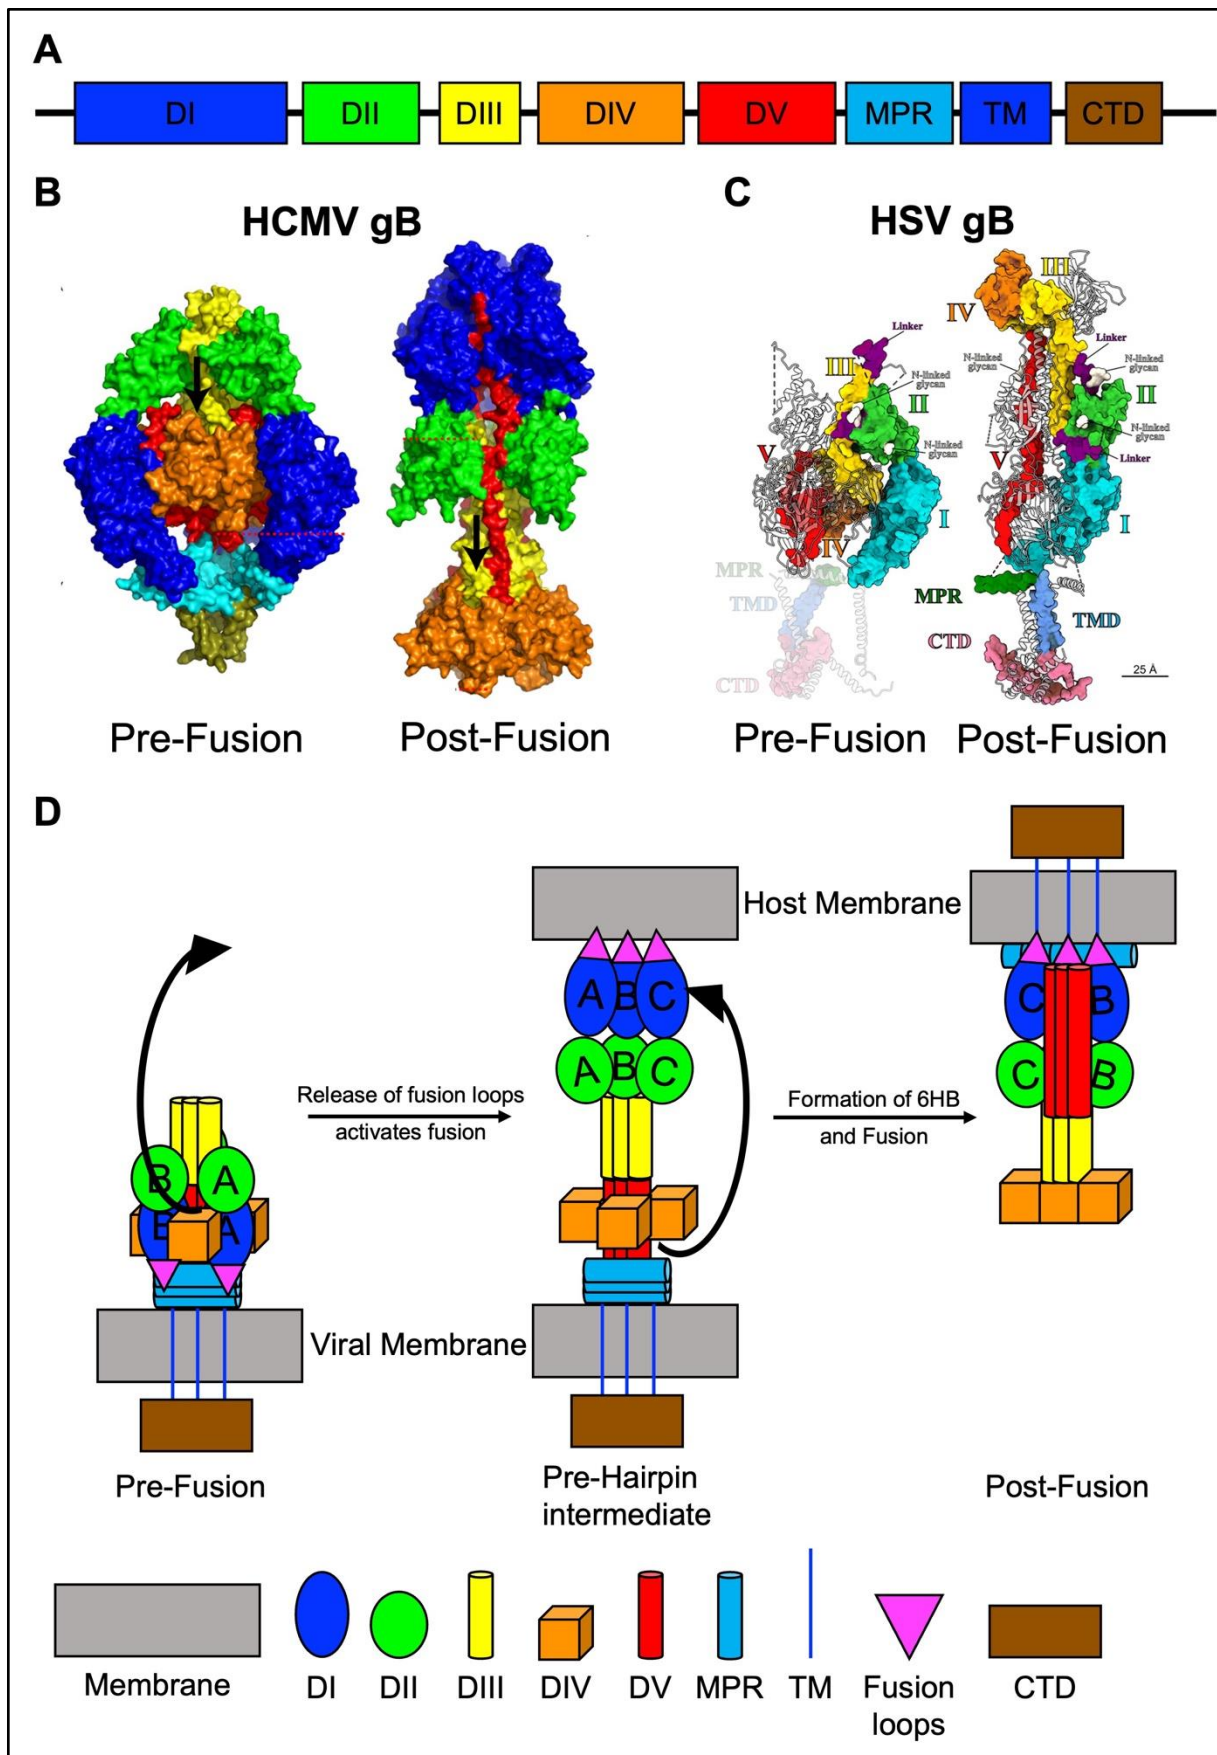 A
DI DII DIII DIV DV MPR TM CTD
B
HCMV gB
Pre-Fusion
Post-Fusion
C
HSV gB
Linker
III
N-linked
glycan
II
N-linked
glycan
V
I
IV
MPR
TMD
CTD
Pre-Fusion
III
IV
Linker
N-linked
glycan
II
N-linked
glycan
V
Linker
I
MPR
TMD
CTD
25 Å
Post-Fusion
D
Host Membrane
A B C
A B C
C B
C B
Release of fusion loops
activates fusion
Formation of 6HB
and Fusion
B A
B A
Viral Membrane
Pre-Fusion
Pre-Hairpin
intermediate
Post-Fusion
Membrane
DI
DII
DIII
DIV
DV
MPR
TM
Fusion
loops
CTD